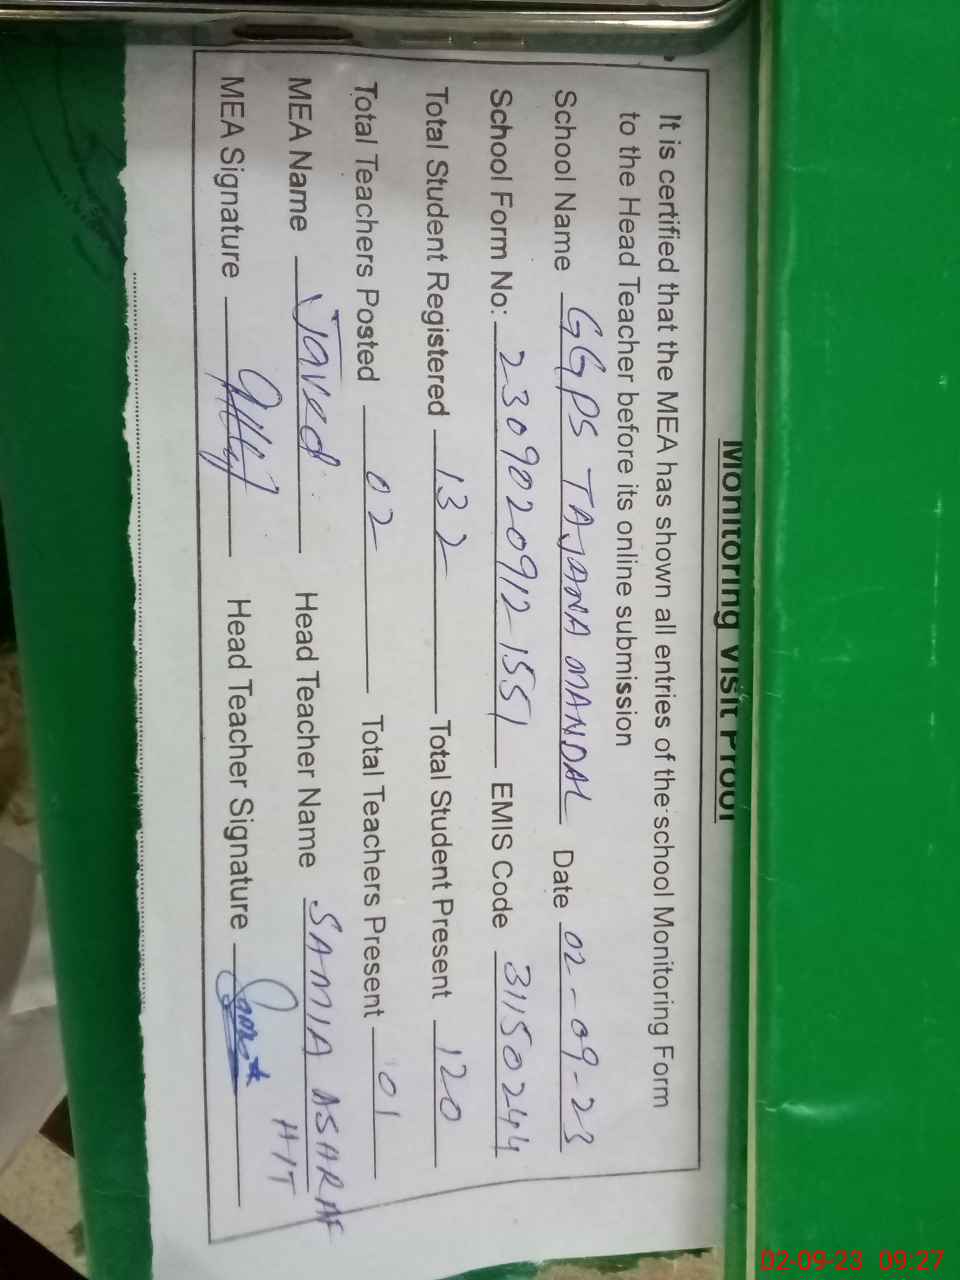 Monitoring Visit Proof
It is certified that the MEA has shown all entries of the school Monitoring Form
to the Head Teacher before its online submission
School Name GGPS TAJANA MANDAL Date 02-09-23
School Form No: 2309020912-1551 EMIS Code 31150244
Total Student Registered 132 Total Student Present 120
Total Teachers Posted 02 Total Teachers Present 01
MEA Name Javed Head Teacher Name SAMIA ASARAF
H/T
MEA Signature Head Teacher Signature
02-09-23 09:27